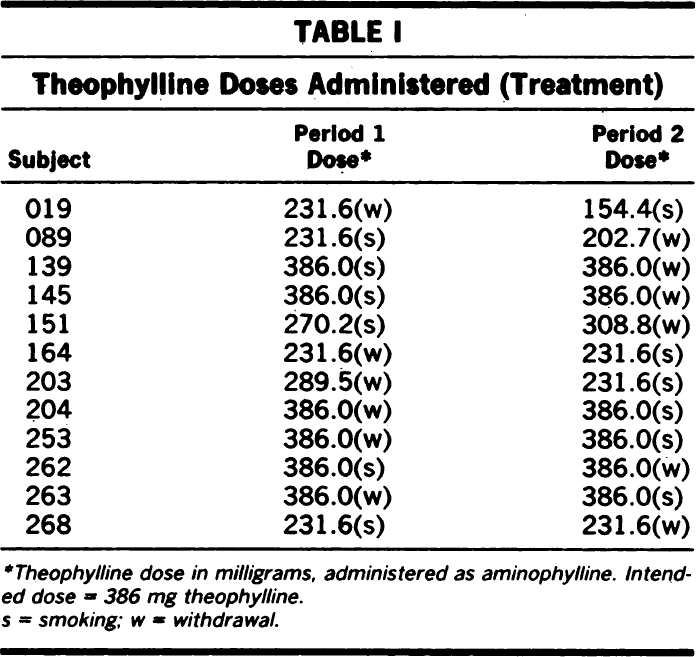 TABLE I
Theophylline Doses Administered (Treatment)
Period 1 Period 2
Subject Dose* Dose*
019 231.6(w) 154.4(s)
089 231.6(s) 202.7(w)
139 386.0(s) 386.0(w)
145 386.0(s) 386.0(w)
151 270.2(s) 308.8(w)
164 231.6(w) 231.6(s)
203 289.5(w) 231.6(s)
204 386.0(w) 386.0(s)
253 386.0(w) 386.0(s)
262 386.0(s) 386.0(w)
263 386.0(w) 386.0(s)
268 231.6(s) 231.6(w)
*Theophylline dose in milligrams, administered as aminophylline. Intend-
ed dose = 386 mg theophylline.
s = smoking; w = withdrawal.